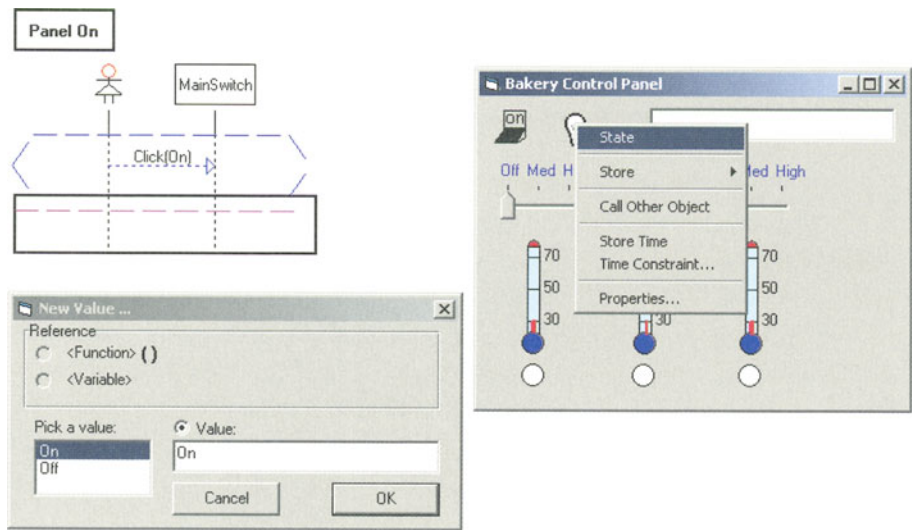 Panel On
MainSwitch
Click(On)
New Value ...
Reference
<Function> ( )
<Variable>
Pick a value:
Value:
On
Off
On
Cancel
OK
Bakery Control Panel
on
Off Med H
Med High
State
Store
Call Other Object
Store Time
Time Constraint...
Properties...
70
50
30
30
70
50
30